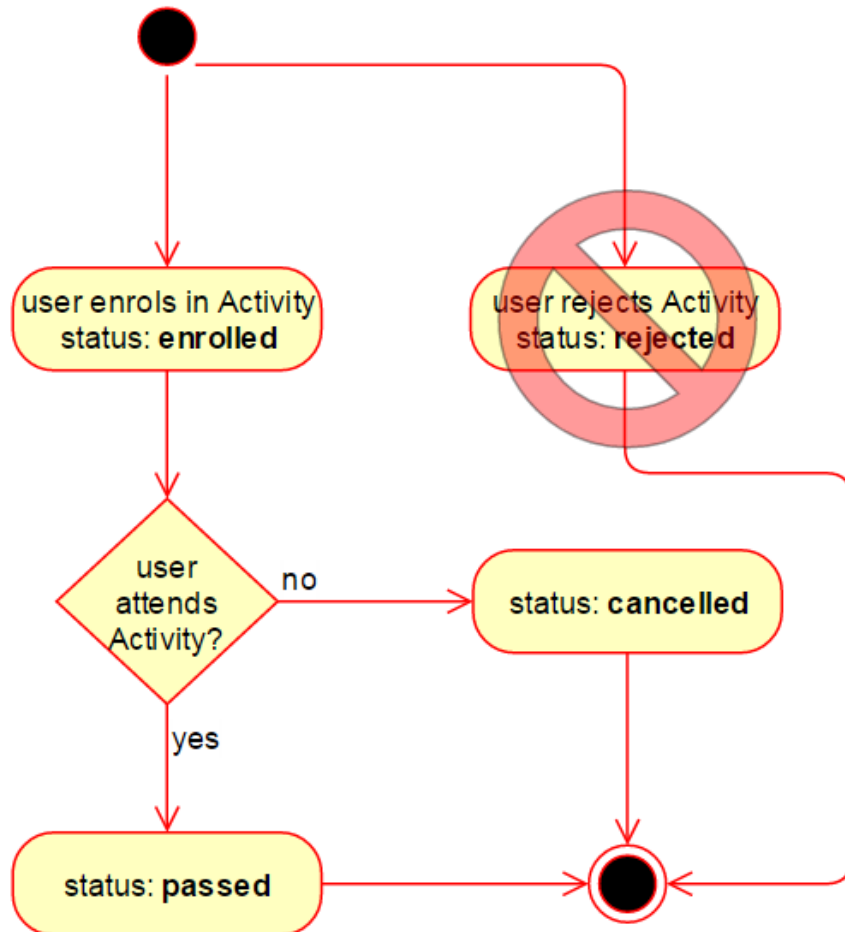 user enrols in Activity
status: enrolled
user rejects Activity
status: rejected
user
attends
Activity?
no
status: cancelled
yes
status: passed